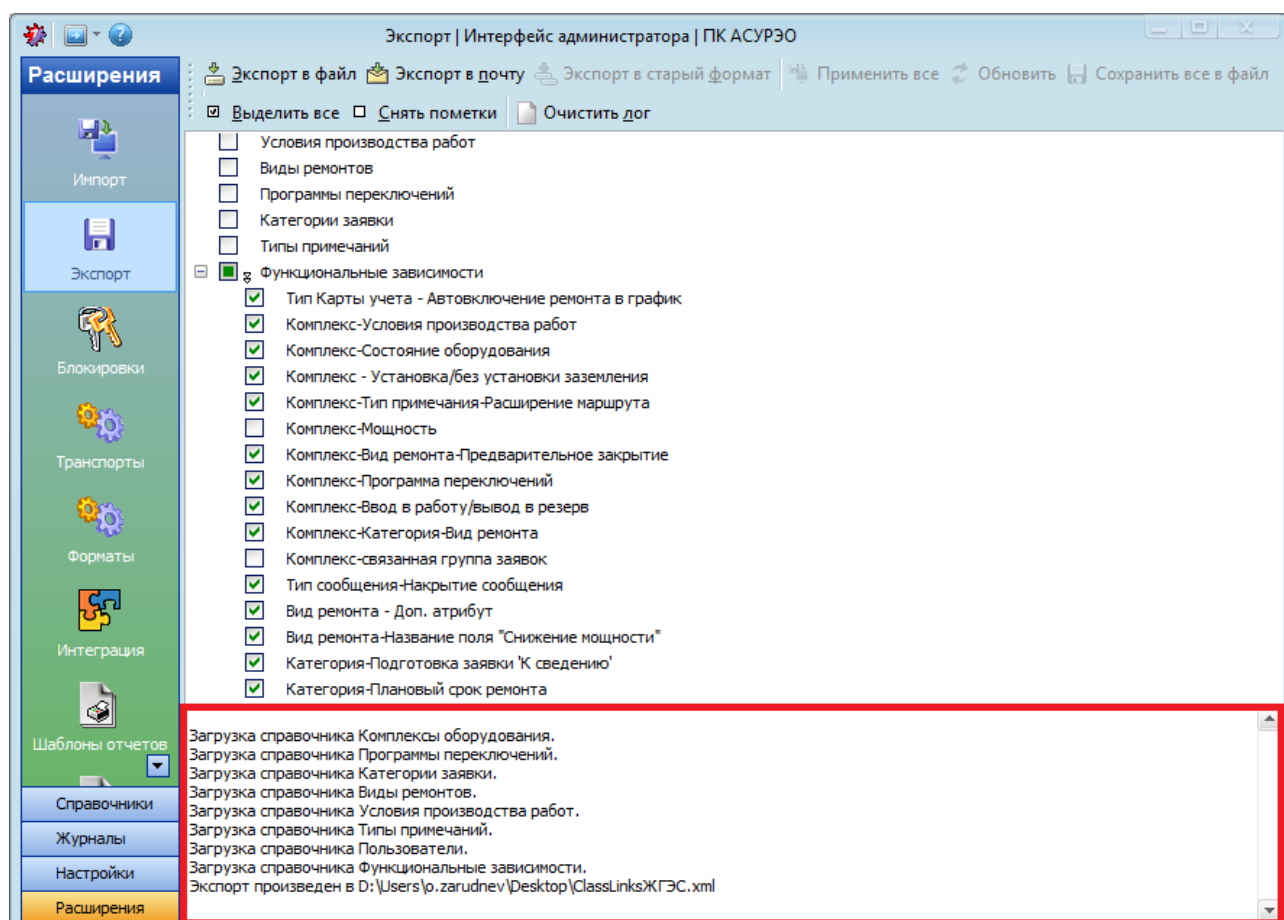 Экспорт | Интерфейс администратора | ПК АСУРЭО
Расширения
Экспорт в файл Экспорт в почту Экспорт в старый формат Применить все Обновить Сохранить все в файл
Выделить все Снять пометки Очистить лог
Импорт
Экспорт
Блокировки
Транспорты
Форматы
Интеграция
Шаблоны отчетов
Справочники
Журналы
Настройки
Расширения
Условия производства работ
Виды ремонтов
Программы переключений
Категории заявки
Типы примечаний
Функциональные зависимости
Тип Карты учета - Автовключение ремонта в график
Комплекс-Условия производства работ
Комплекс-Состояние оборудования
Комплекс - Установка/без установки заземления
Комплекс-Тип примечания-Расширение маршрута
Комплекс-Мощность
Комплекс-Вид ремонта-Предварительное закрытие
Комплекс-Программа переключений
Комплекс-Ввод в работу/вывод в резерв
Комплекс-Категория-Вид ремонта
Комплекс-связанная группа заявок
Тип сообщения-Накрытие сообщения
Вид ремонта - Доп. атрибут
Вид ремонта-Название поля "Снижение мощности"
Категория-Подготовка заявки 'К сведению'
Категория-Плановый срок ремонта
Загрузка справочника Комплексы оборудования.
Загрузка справочника Программы переключений.
Загрузка справочника Категории заявки.
Загрузка справочника Виды ремонтов.
Загрузка справочника Условия производства работ.
Загрузка справочника Типы примечаний.
Загрузка справочника Пользователи.
Загрузка справочника Функциональные зависимости.
Экспорт произведен в D:\Users\o.zarudnev\Desktop\ClassLinksЖГЭС.xml